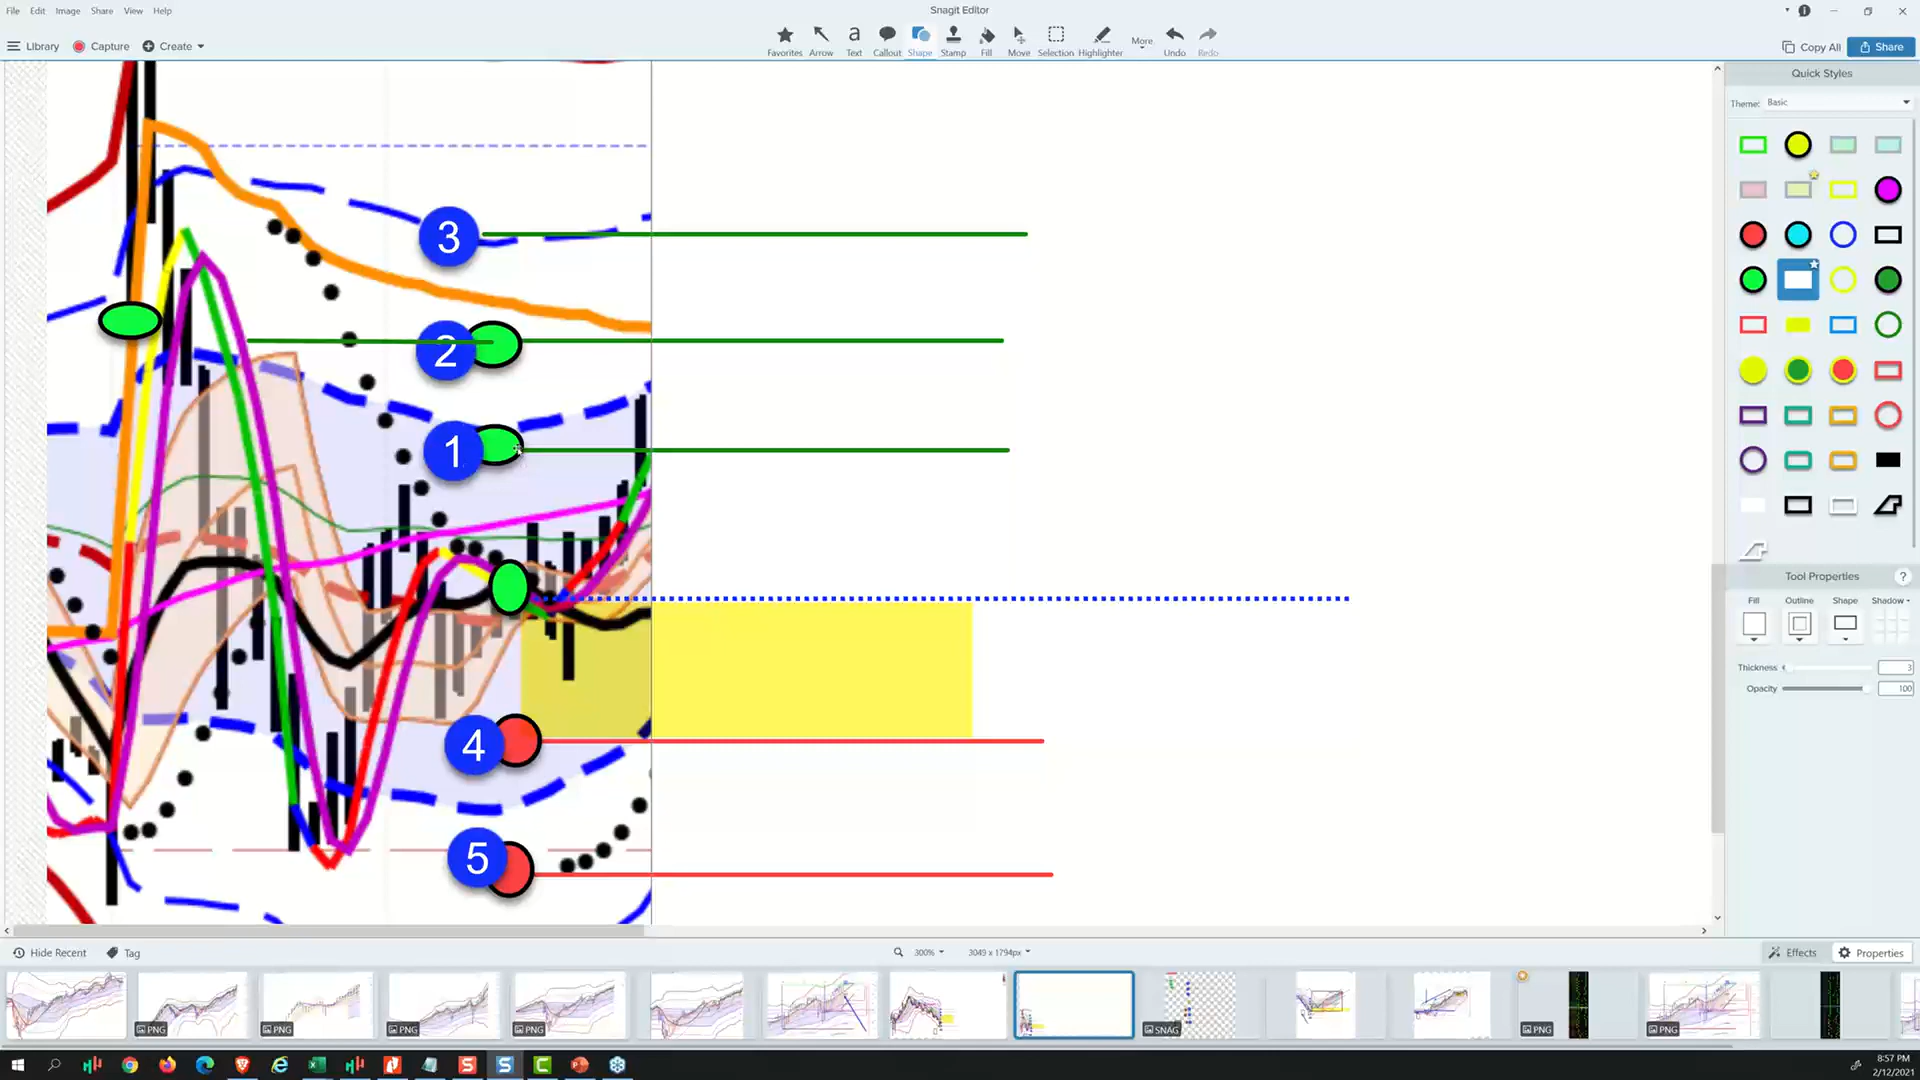 Snagit Editor
File Edit Image Share View Help
Library Capture Create
Favorites Arrow Text Callout Shape Stamp Fill Move Selection Highlighter More Undo Redo
Copy All Share
Quick Styles
Theme: Basic
3
2
1
4
5
Tool Properties ?
Fill Outline Shape Shadow
Thickness 3
Opacity 100
Hide Recent Tag
300% 3049 x 1794px
Effects Properties
PNG PNG PNG PNG SNAG PNG PNG
8:57 PM
2/12/2021